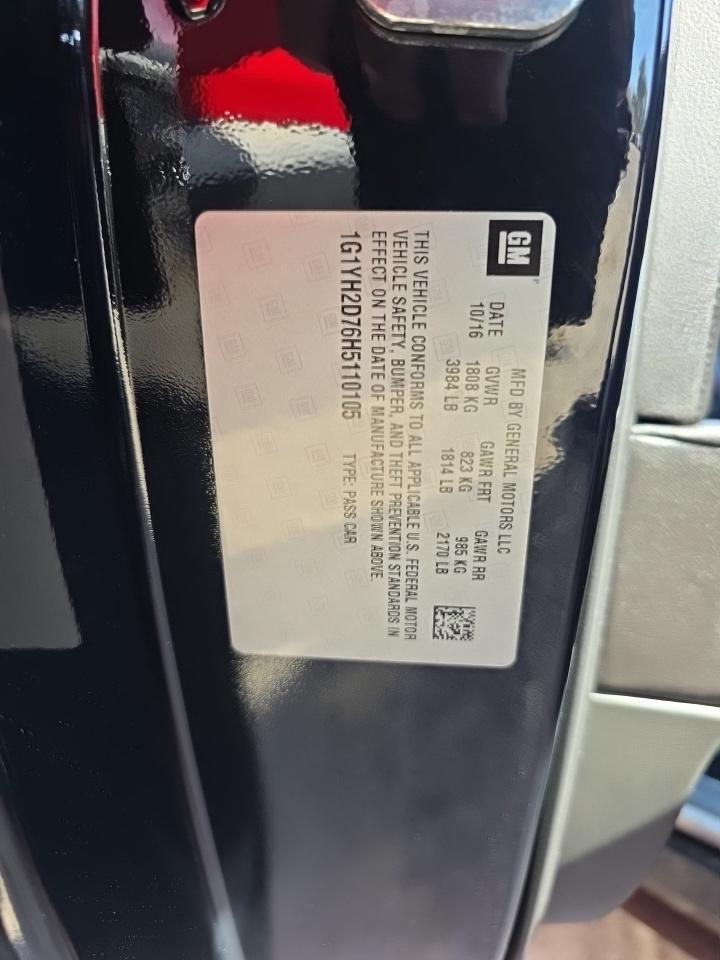 GM
MFD BY GENERAL MOTORS LLC
DATE GVWR GAWR FRT GAWR RR
10/16 1808 KG 823 KG 985 KG
3984 LB 1814 LB 2170 LB
THIS VEHICLE CONFORMS TO ALL APPLICABLE U.S. FEDERAL MOTOR
VEHICLE SAFETY, BUMPER, AND THEFT PREVENTION STANDARDS IN
EFFECT ON THE DATE OF MANUFACTURE SHOWN ABOVE.
1G1YH2D76H5110105 TYPE: PASS CAR